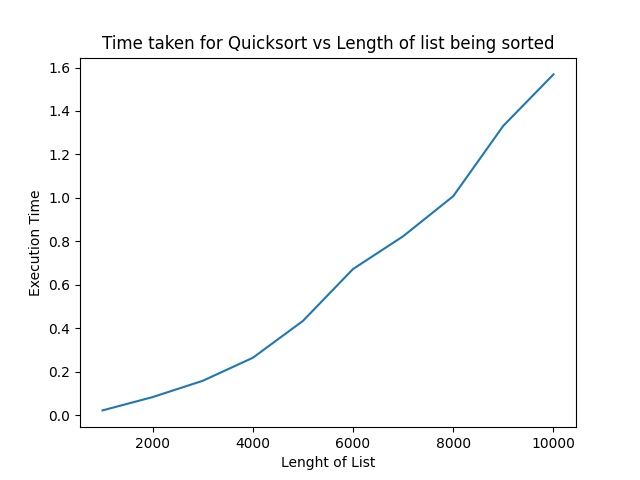 Time taken for Quicksort vs Length of list being sorted
1.6
1.4
1.2
1.0
0.8
0.6
0.4
0.2
0.0
Execution Time
2000 4000 6000 8000 10000
Lenght of List